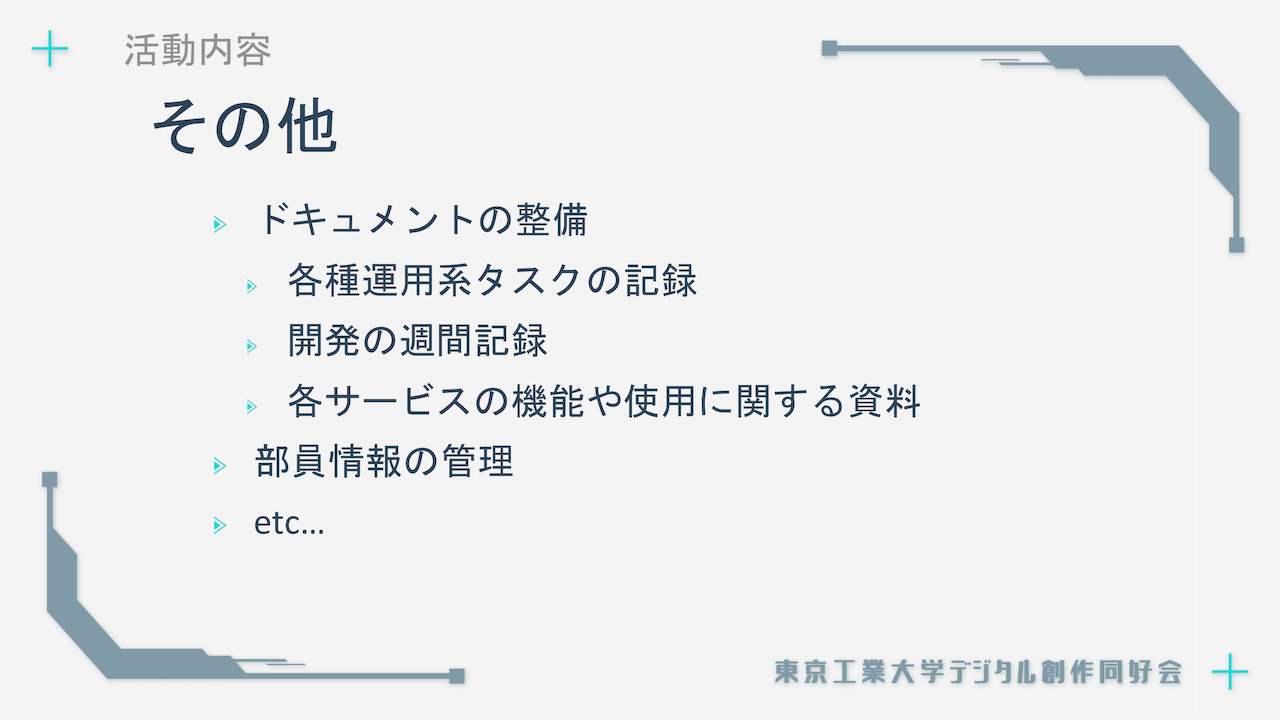 活動内容
その他
ドキュメントの整備
各種運用系タスクの記録
開発の週間記録
各サービスの機能や使用に関する資料
部員情報の管理
etc…
東京工業大学デジタル創作同好会